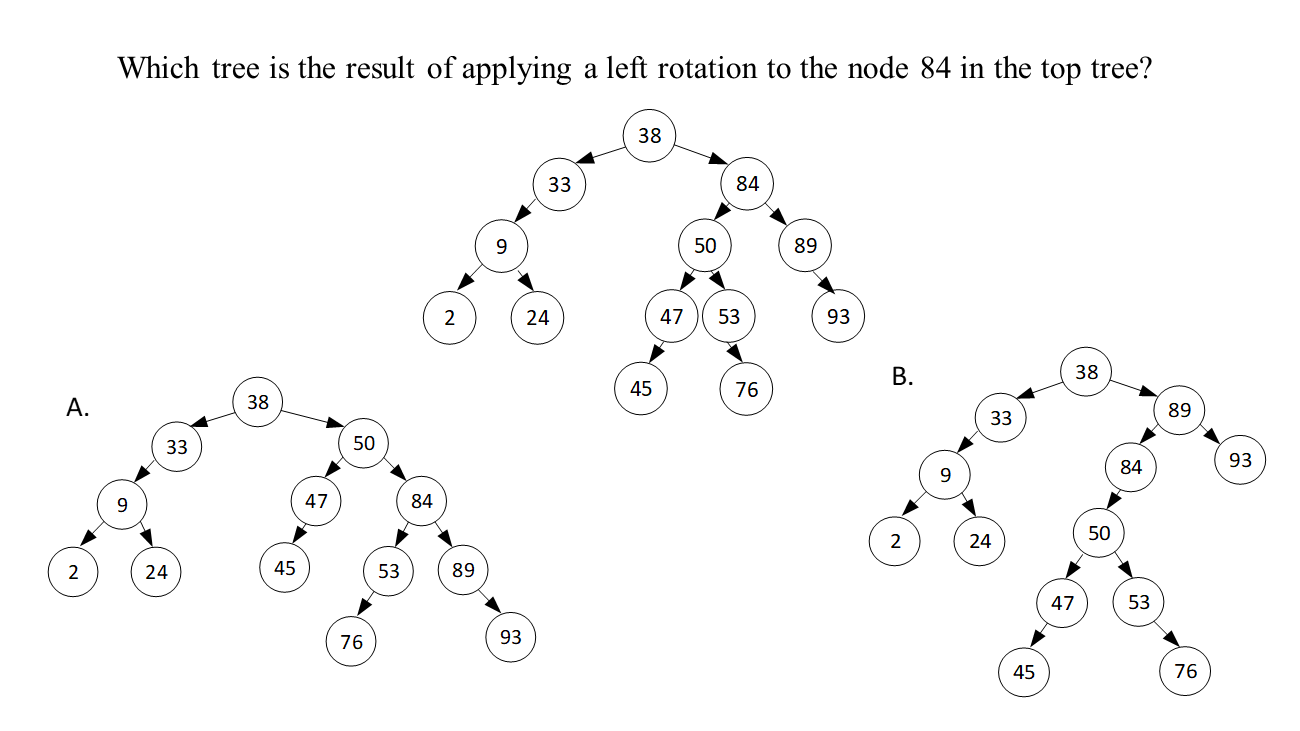 Which tree is the result of applying a left rotation to the node 84 in the top tree?
38
33 84
9 50 89
2 24 47 53 93
45 76
A.
38
33 50
9 47 84
2 24 45 53 89
76 93
B.
38
33 89
9 84 93
2 24 50
47 53
45 76